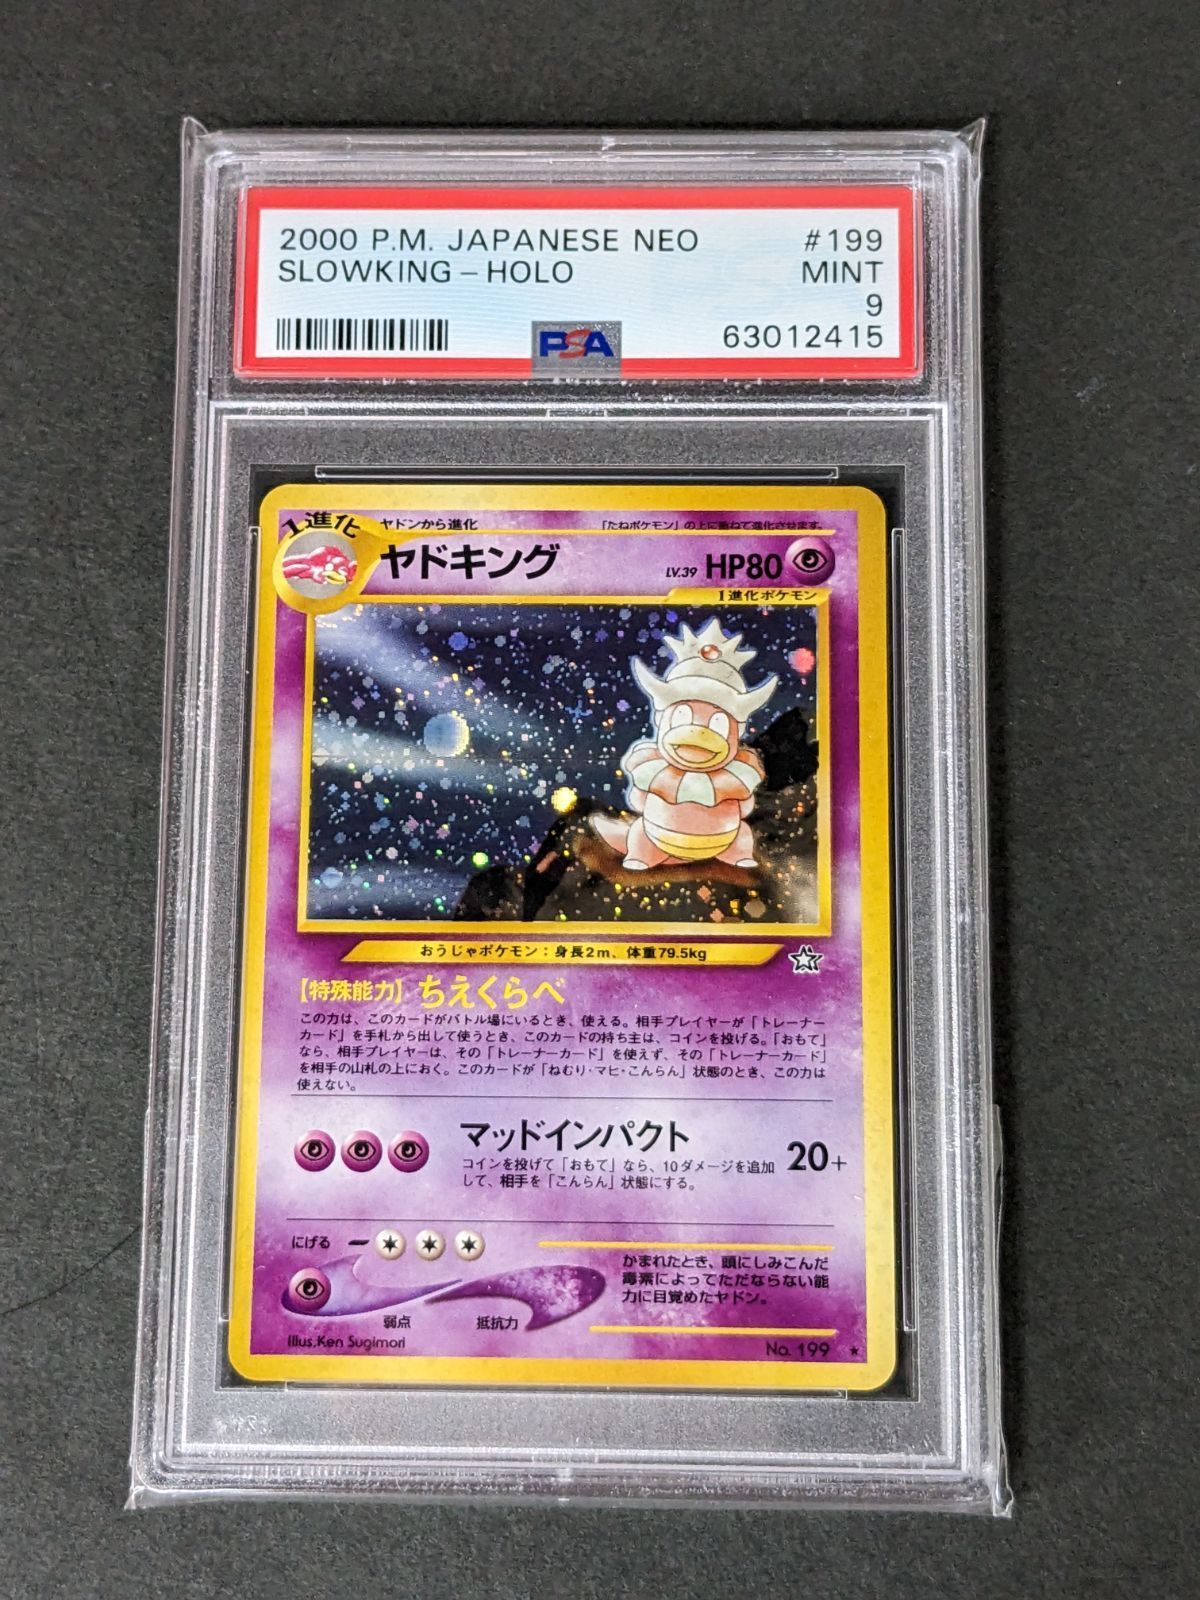 2000 P.M. JAPANESE NEO #199
SLOWKING – HOLO MINT
9
PSA 63012415
1進化 ヤドンから進化 「たねポケモン」の上に重ねて進化させます。
ヤドキング LV.39 HP80
1進化ポケモン
おうじゃポケモン：身長2m、体重79.5kg
【特殊能力】ちえくらべ
この力は、このカードがバトル場にいるとき、使える。相手プレイヤーが「トレーナー
カード」を手札から出して使うとき、このカードの持ち主は、コインを投げる。「おもて」
なら、相手プレイヤーは、その「トレーナーカード」を使えず、その「トレーナーカード」
を相手の山札の上におく。このカードが「ねむり・マヒ・こんらん」状態のとき、この力は
使えない。
マッドインパクト 20+
コインを投げて「おもて」なら、10ダメージを追加
して、相手を「こんらん」状態にする。
にげる
かまれたとき、頭にしみこんだ
毒素によってただならない能
力に目覚めたヤドン。
弱点 抵抗力
Illus.Ken Sugimori No. 199 ★